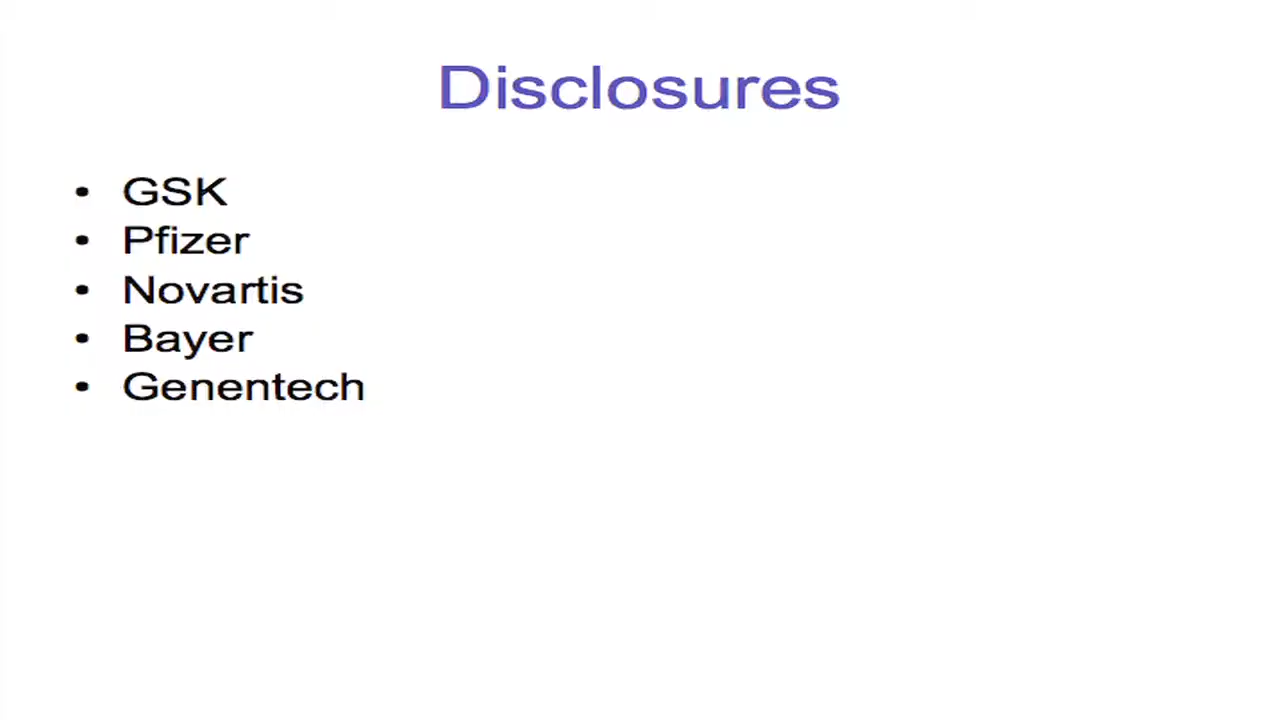 Disclosures
• GSK
• Pfizer
• Novartis
• Bayer
• Genentech